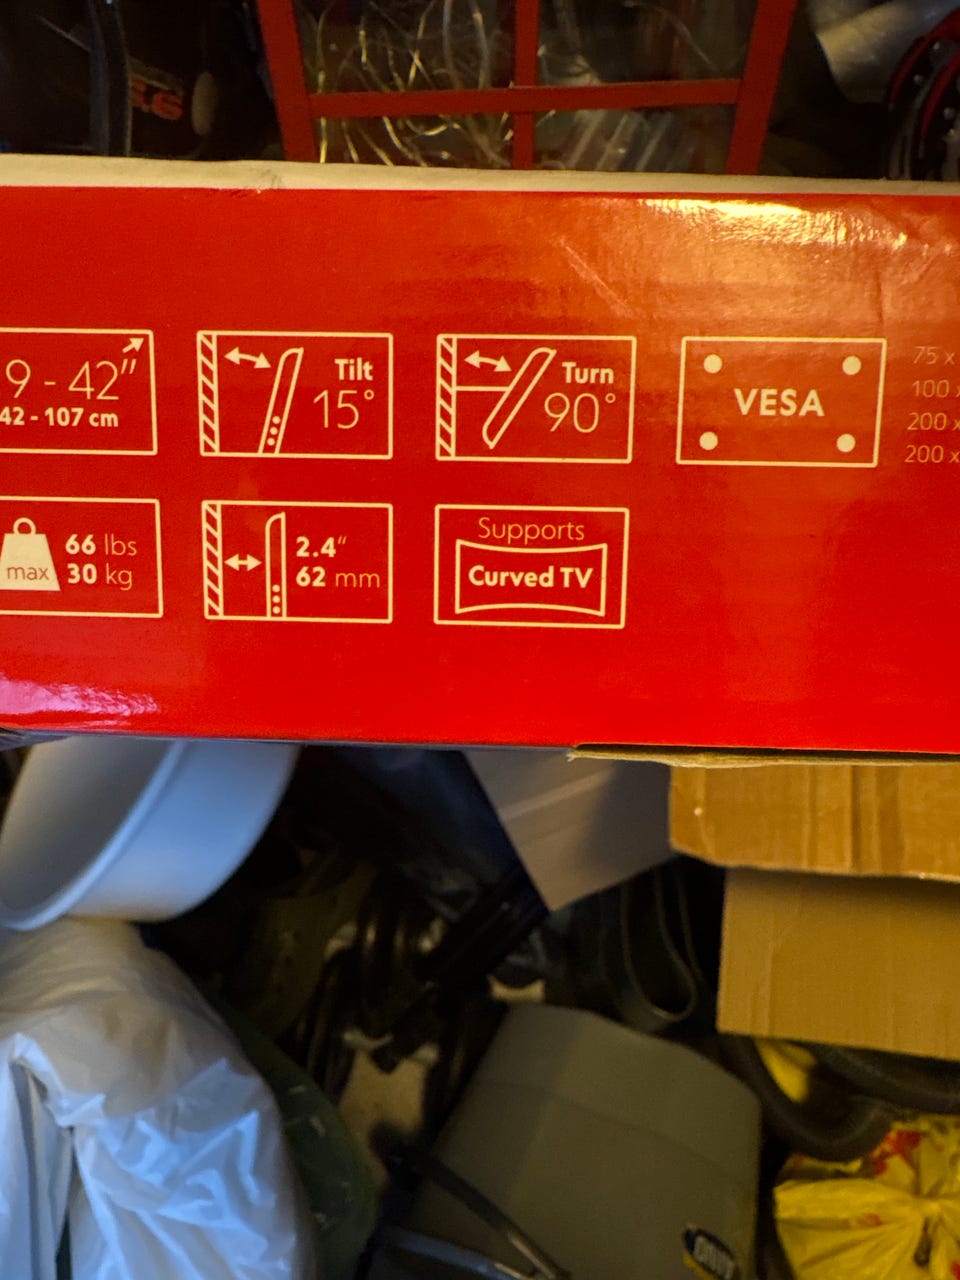 9 - 42"
42 - 107 cm
Tilt
15°
Turn
90°
VESA
75 x
100 x
200 x
200 x
max
66 lbs
30 kg
2.4"
62 mm
Supports
Curved TV